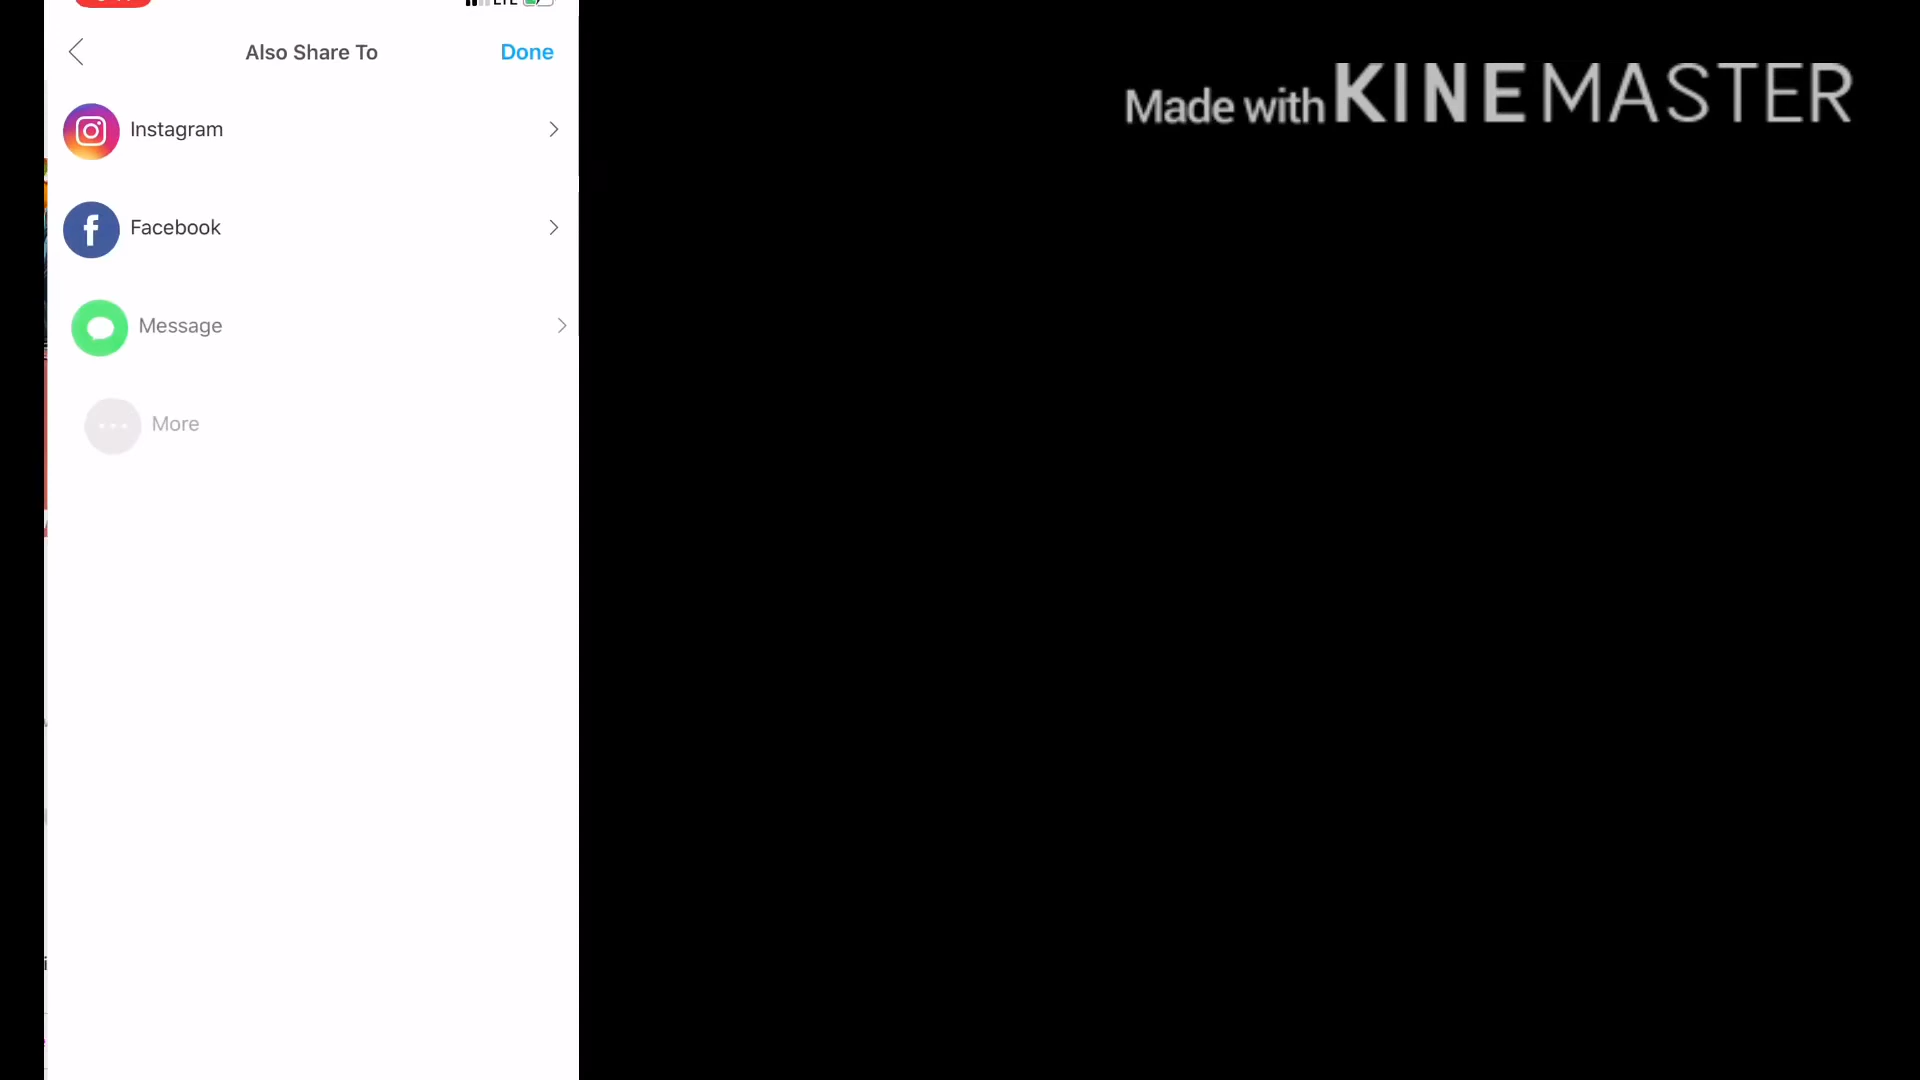 Also Share To
Done
Made with KINEMASTER
Instagram
Facebook
Message
More